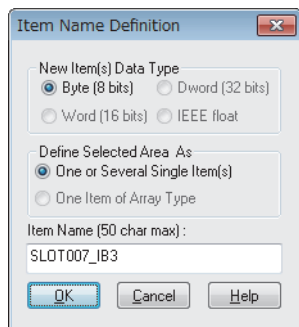 Item Name Definition
New Item(s) Data Type
Byte (8 bits) Dword (32 bits)
Word (16 bits) IEEE float
Define Selected Area As
One or Several Single Item(s)
One Item of Array Type
Item Name (50 char max) :
SLOT007_IB3
OK Cancel Help